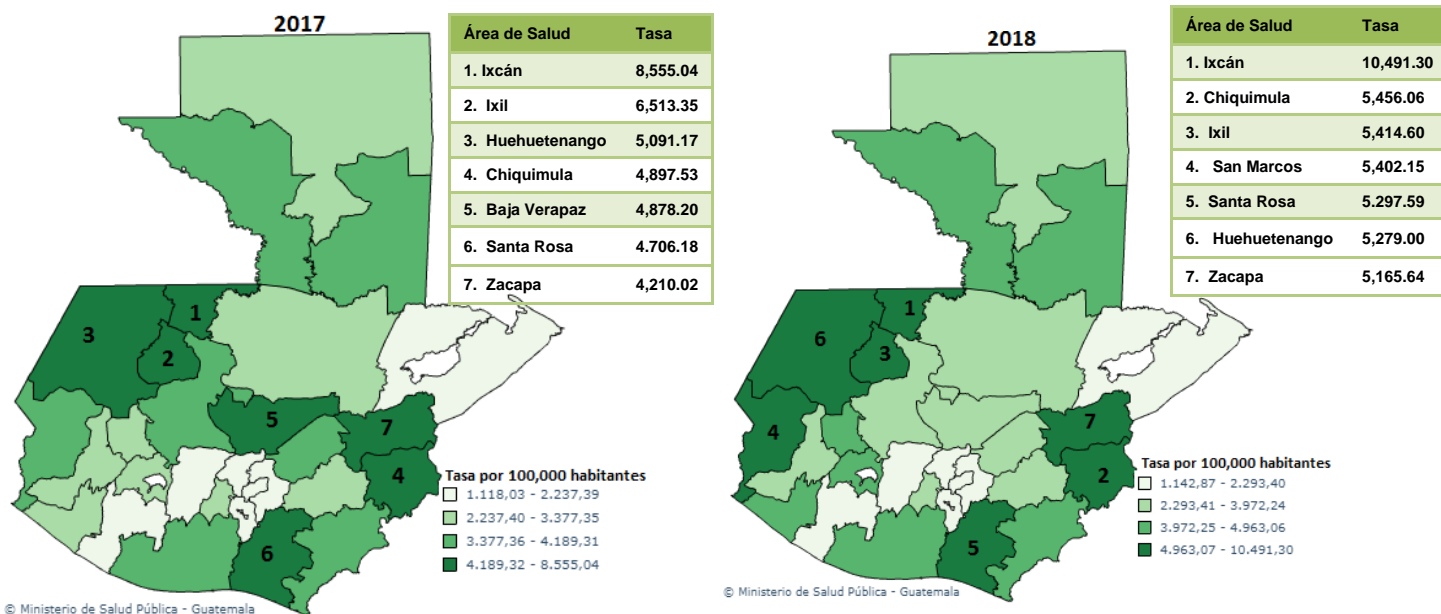 2017
Área de Salud Tasa
1. Ixcán 8,555.04
2. Ixil 6,513.35
3. Huehuetenango 5,091.17
4. Chiquimula 4,897.53
5. Baja Verapaz 4,878.20
6. Santa Rosa 4.706.18
7. Zacapa 4,210.02
1
3
2
5
7
4
6
Tasa por 100,000 habitantes
1.118,03 - 2.237,39
2.237,40 - 3.377,35
3.377,36 - 4.189,31
4.189,32 - 8.555,04
© Ministerio de Salud Pública - Guatemala
2018
Área de Salud Tasa
1. Ixcán 10,491.30
2. Chiquimula 5,456.06
3. Ixil 5,414.60
4. San Marcos 5,402.15
5. Santa Rosa 5.297.59
6. Huehuetenango 5,279.00
7. Zacapa 5,165.64
1
6
3
7
4
2
5
Tasa por 100,000 habitantes
1.142,87 - 2.293,40
2.293,41 - 3.972,24
3.972,25 - 4.963,06
4.963,07 - 10.491,30
© Ministerio de Salud Pública - Guatemala